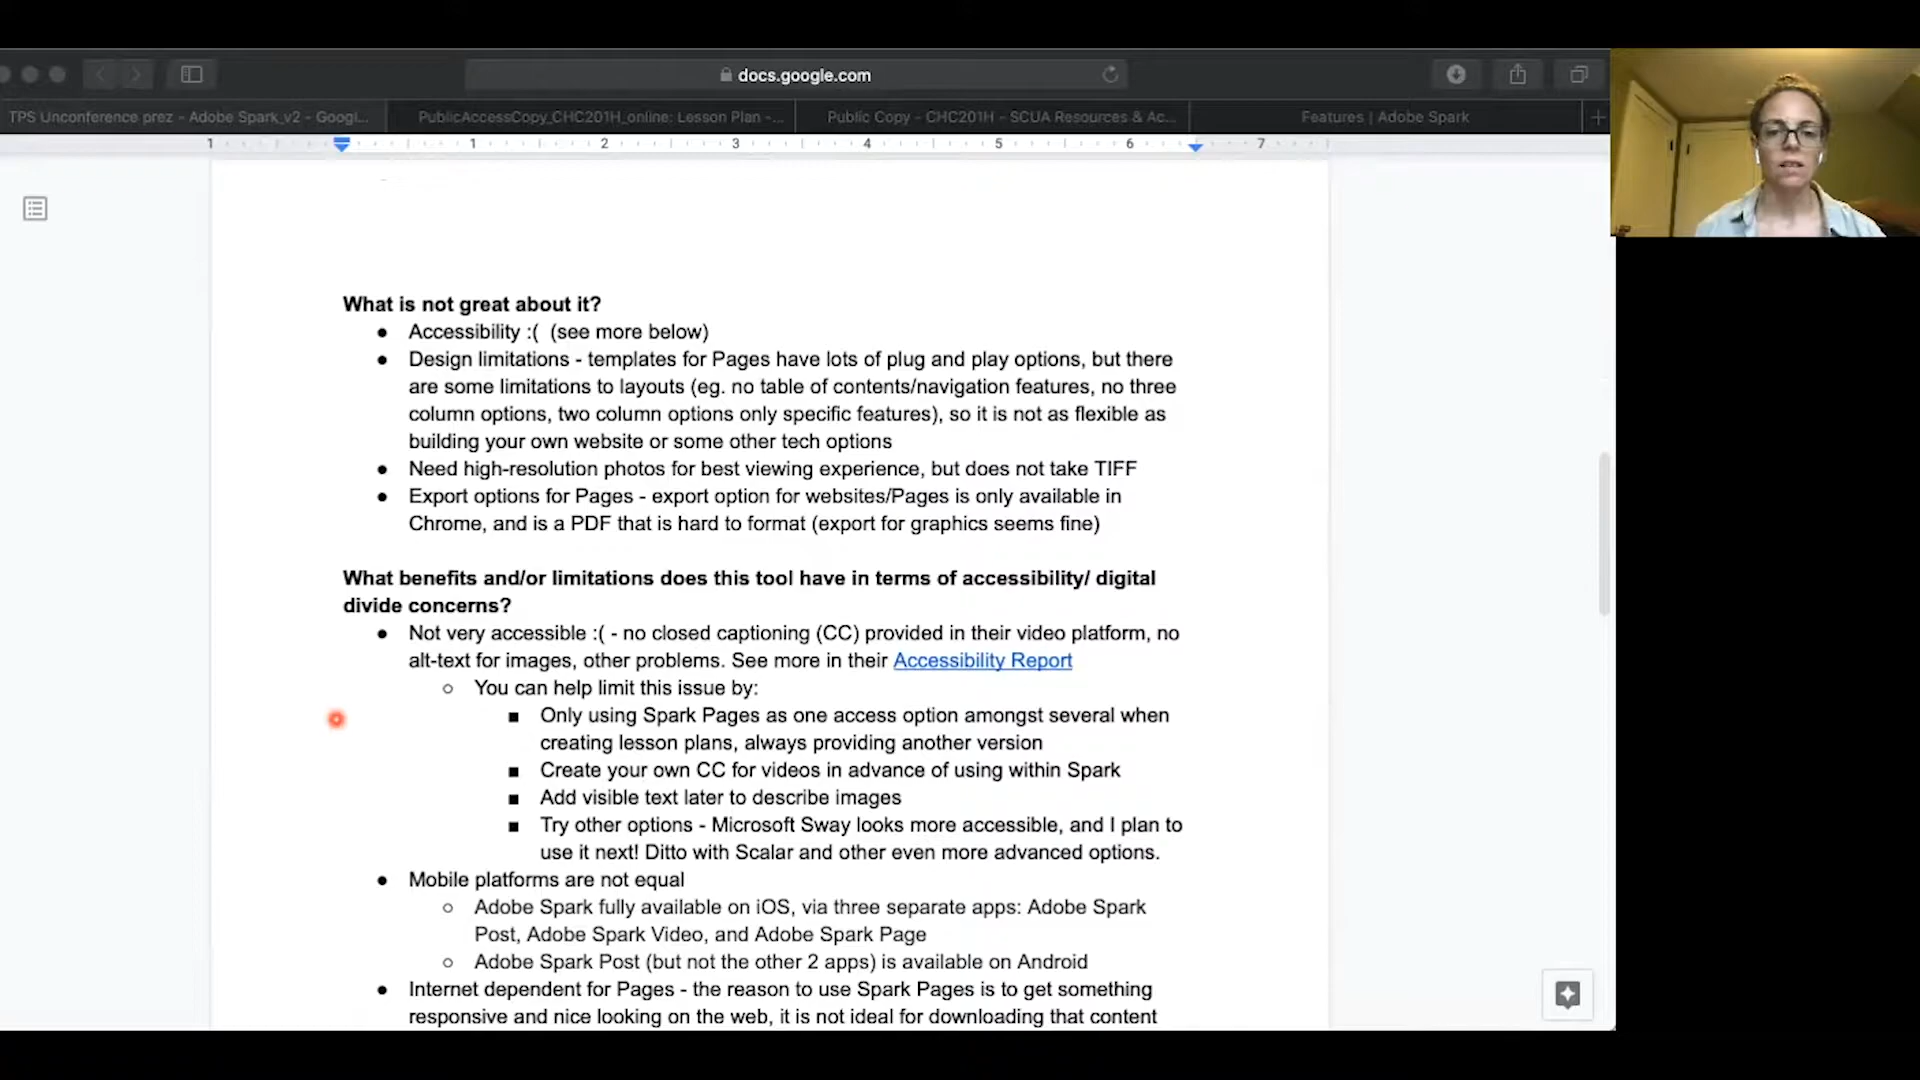 docs.google.com
TPS Unconference prez - Adobe Spark_v2 - Googl...
PublicAccessCopy_CHC201H_online: Lesson Plan -...
Public Copy - CHC201H - SCUA Resources & Ac...
Features | Adobe Spark
1 1 2 3 4 5 6 7
What is not great about it?
● Accessibility :( (see more below)
● Design limitations - templates for Pages have lots of plug and play options, but there
are some limitations to layouts (eg. no table of contents/navigation features, no three
column options, two column options only specific features), so it is not as flexible as
building your own website or some other tech options
● Need high-resolution photos for best viewing experience, but does not take TIFF
● Export options for Pages - export option for websites/Pages is only available in
Chrome, and is a PDF that is hard to format (export for graphics seems fine)
What benefits and/or limitations does this tool have in terms of accessibility/ digital
divide concerns?
● Not very accessible :( - no closed captioning (CC) provided in their video platform, no
alt-text for images, other problems. See more in their Accessibility Report
○ You can help limit this issue by:
■ Only using Spark Pages as one access option amongst several when
creating lesson plans, always providing another version
■ Create your own CC for videos in advance of using within Spark
■ Add visible text later to describe images
■ Try other options - Microsoft Sway looks more accessible, and I plan to
use it next! Ditto with Scalar and other even more advanced options.
● Mobile platforms are not equal
○ Adobe Spark fully available on iOS, via three separate apps: Adobe Spark
Post, Adobe Spark Video, and Adobe Spark Page
○ Adobe Spark Post (but not the other 2 apps) is available on Android
● Internet dependent for Pages - the reason to use Spark Pages is to get something
responsive and nice looking on the web, it is not ideal for downloading that content